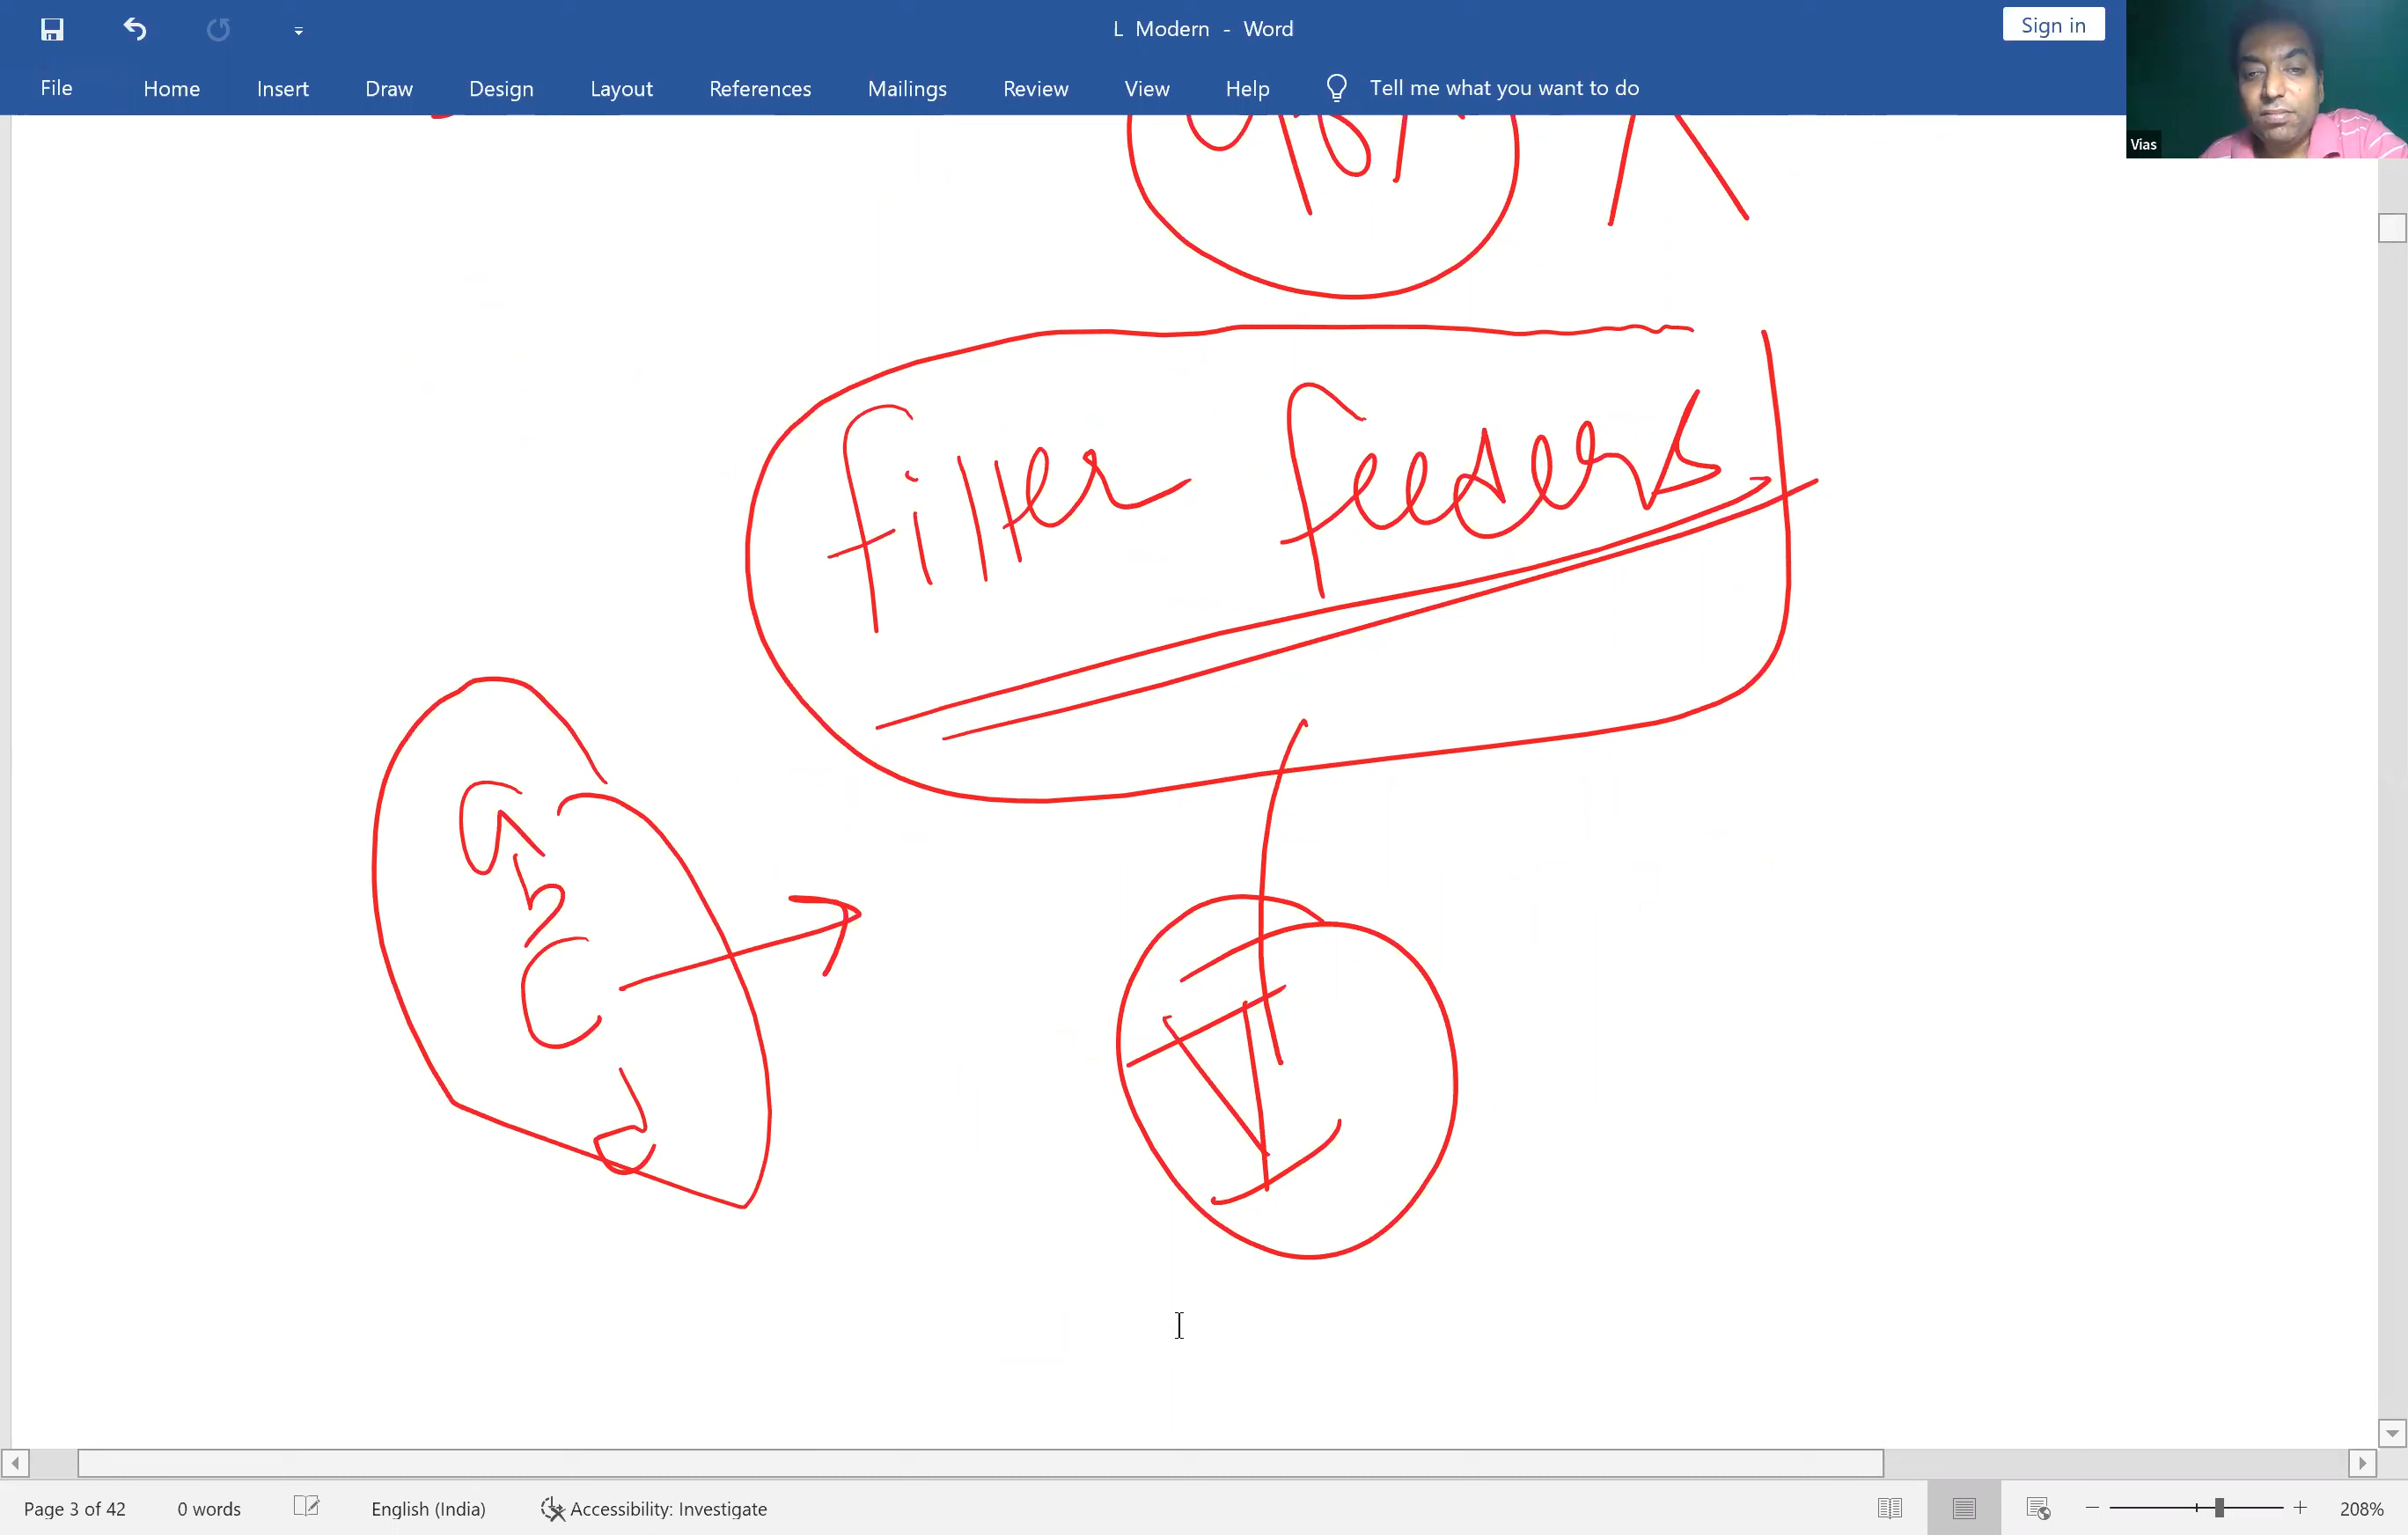 L Modern - Word
Sign in
File Home Insert Draw Design Layout References Mailings Review View Help Tell me what you want to do
Vias
filter feeders
a
b
c
d
VI
Page 3 of 42 0 words English (India) Accessibility: Investigate 208%